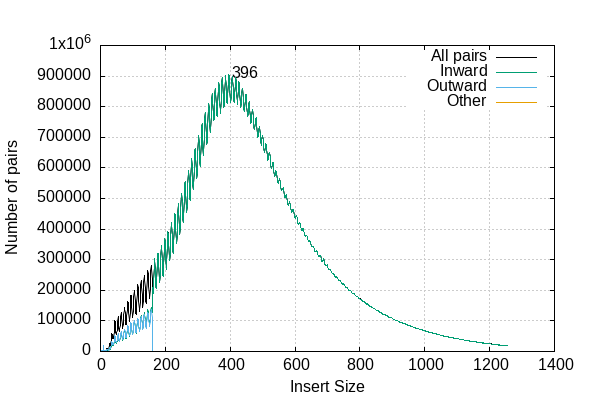 1x10⁶
900000
800000
700000
600000
500000
400000
300000
200000
100000
0
Number of pairs
396
All pairs
Inward
Outward
Other
0 200 400 600 800 1000 1200 1400
Insert Size